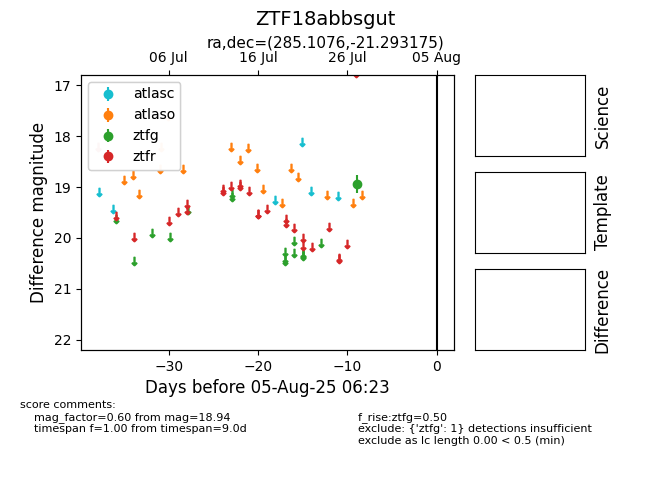 ZTF18abbsgut
ra,dec=(285.1076,-21.293175)
06 Jul 16 Jul 26 Jul 05 Aug
17
18
19
20
21
22
Difference magnitude
atlasc
atlaso
ztfg
ztfr
−30 −20 −10 0
Days before 05-Aug-25 06:23
Science
Template
Difference
score comments:
mag_factor=0.60 from mag=18.94
timespan f=1.00 from timespan=9.0d
f_rise:ztfg=0.50
exclude: {'ztfg': 1} detections insufficient
exclude as lc length 0.00 < 0.5 (min)